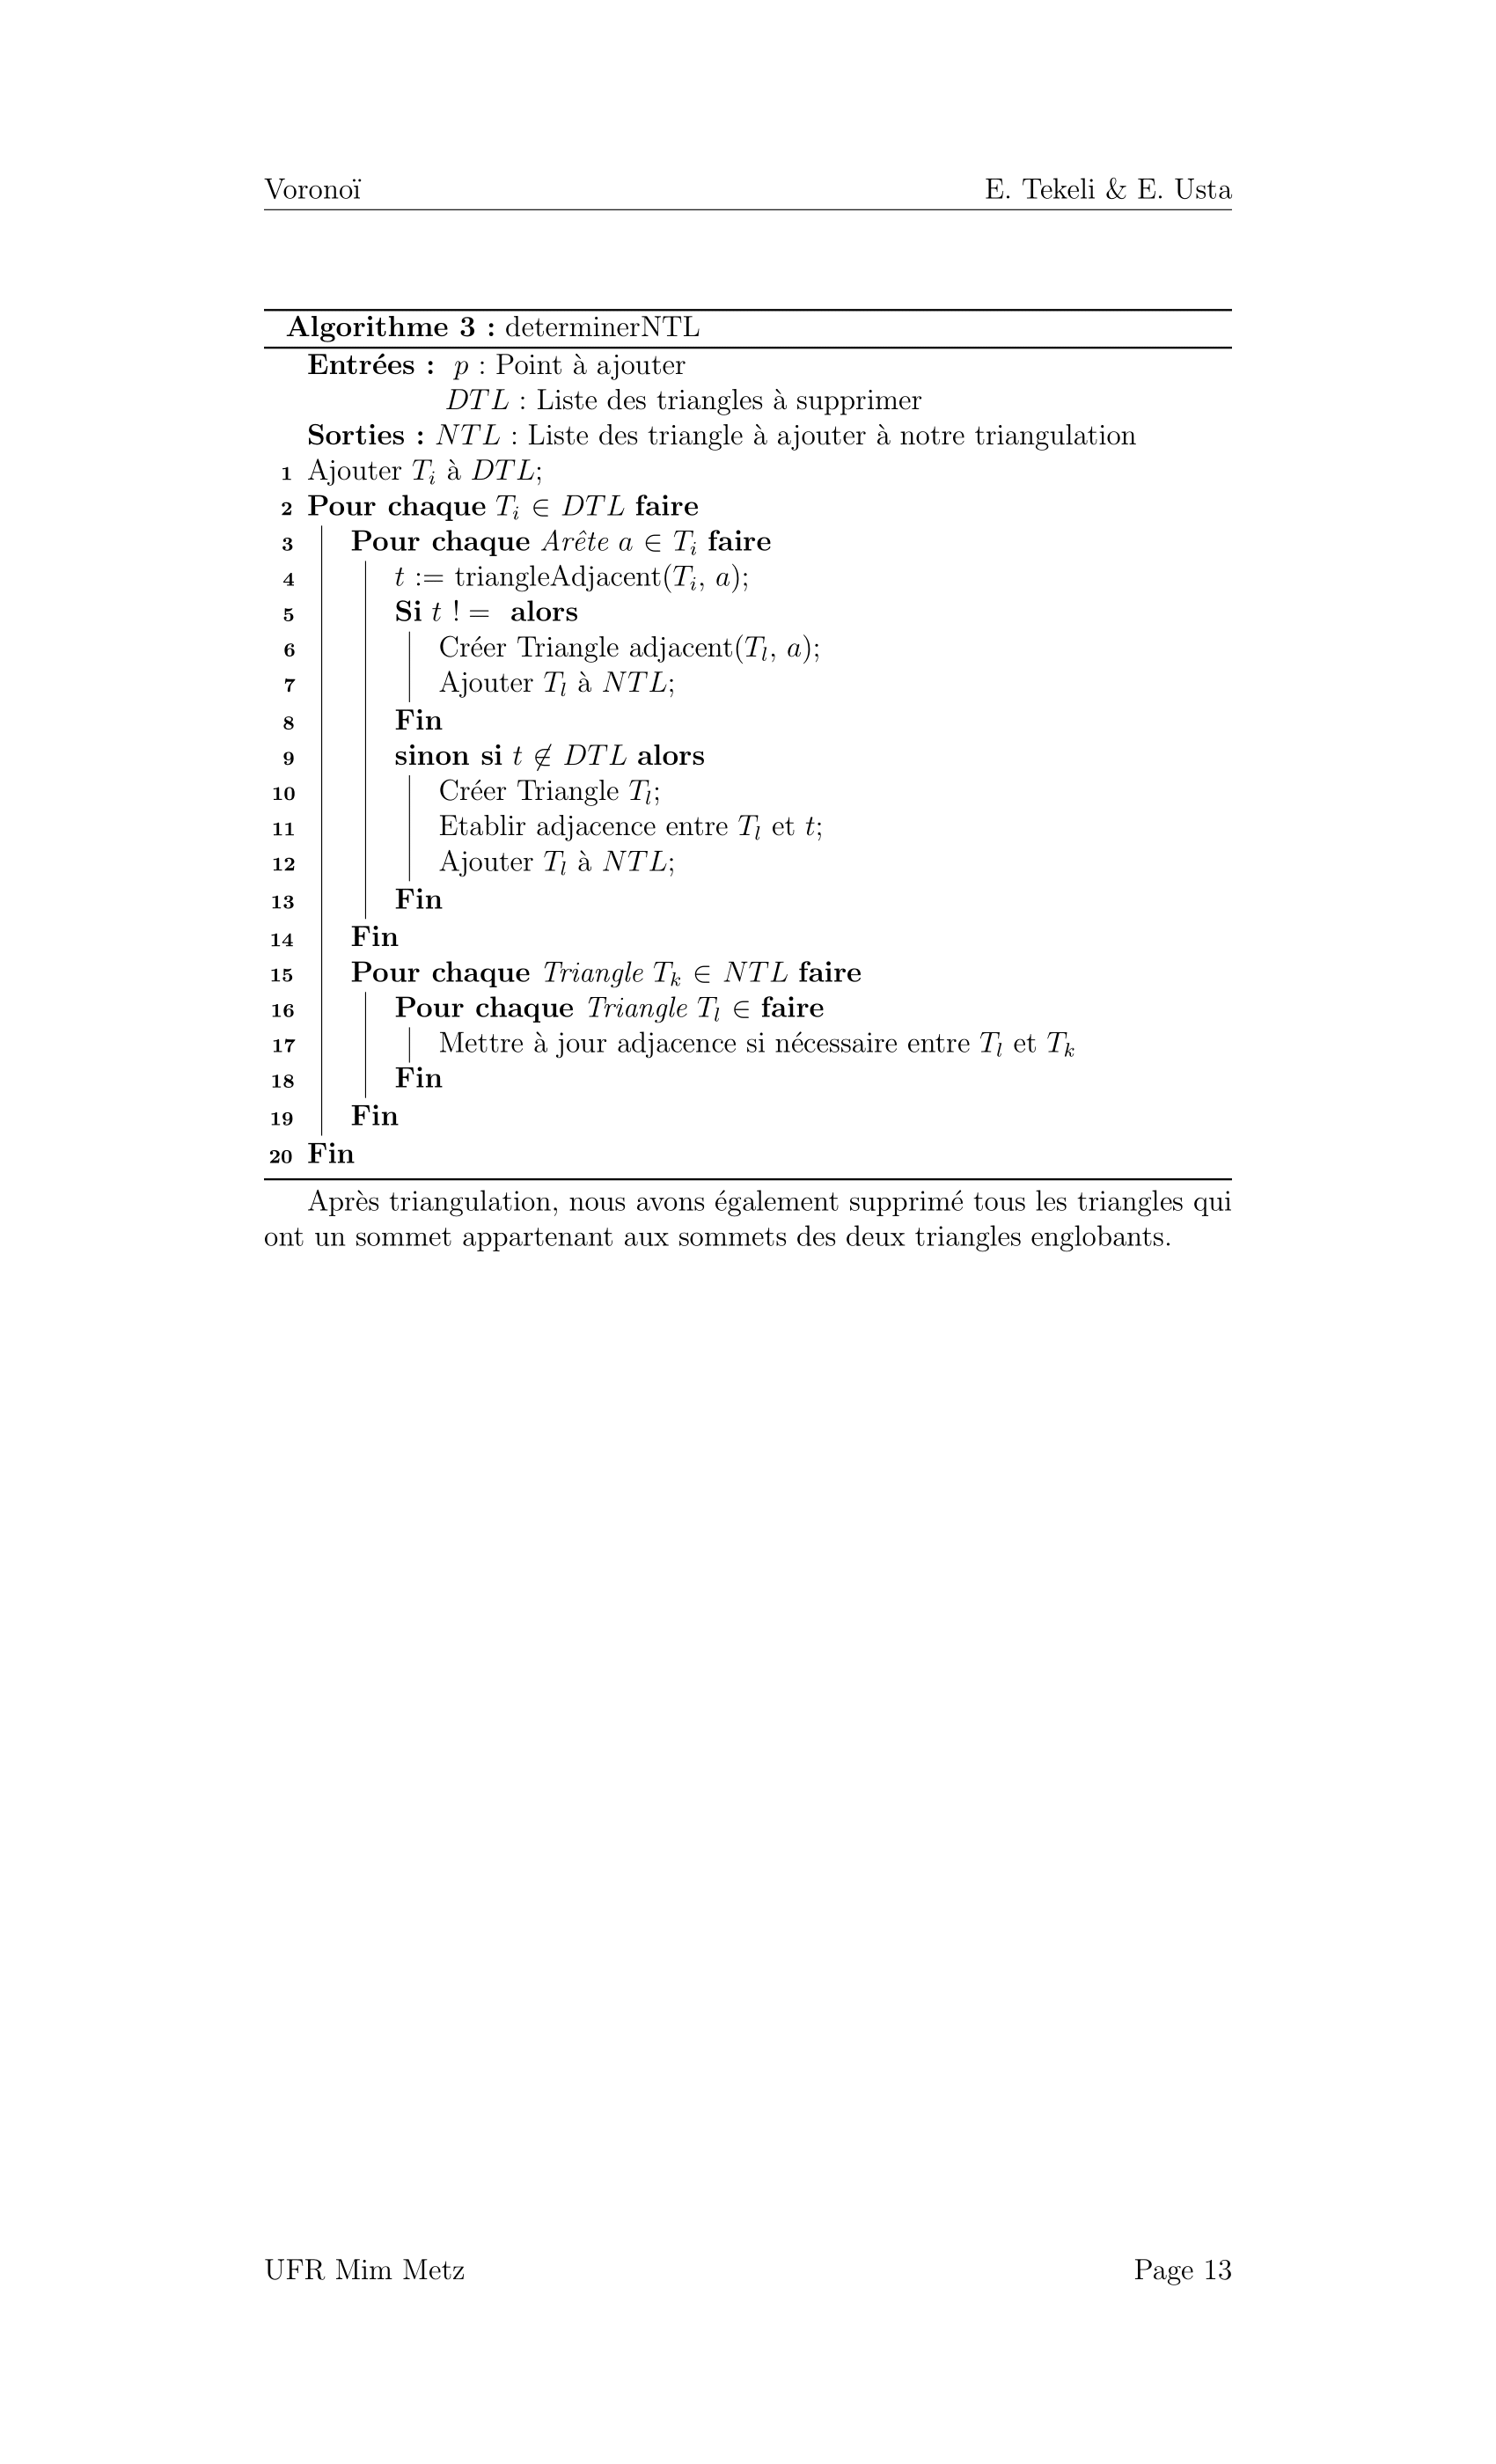 Voronoï E. Tekeli & E. Usta
Algorithme 3 : determinerNTL
Entrées : p : Point à ajouter
DTL : Liste des triangles à supprimer
Sorties : NTL : Liste des triangle à ajouter à notre triangulation
1 Ajouter T_i à DTL;
2 Pour chaque T_i ∈ DTL faire
3 Pour chaque Arête a ∈ T_i faire
4 t := triangleAdjacent(T_i, a);
5 Si t ! = alors
6 Créer Triangle adjacent(T_l, a);
7 Ajouter T_l à NTL;
8 Fin
9 sinon si t ∉ DTL alors
10 Créer Triangle T_l;
11 Etablir adjacence entre T_l et t;
12 Ajouter T_l à NTL;
13 Fin
14 Fin
15 Pour chaque Triangle T_k ∈ NTL faire
16 Pour chaque Triangle T_l ∈ faire
17 Mettre à jour adjacence si nécessaire entre T_l et T_k
18 Fin
19 Fin
20 Fin
Après triangulation, nous avons également supprimé tous les triangles qui
ont un sommet appartenant aux sommets des deux triangles englobants.
UFR Mim Metz Page 13